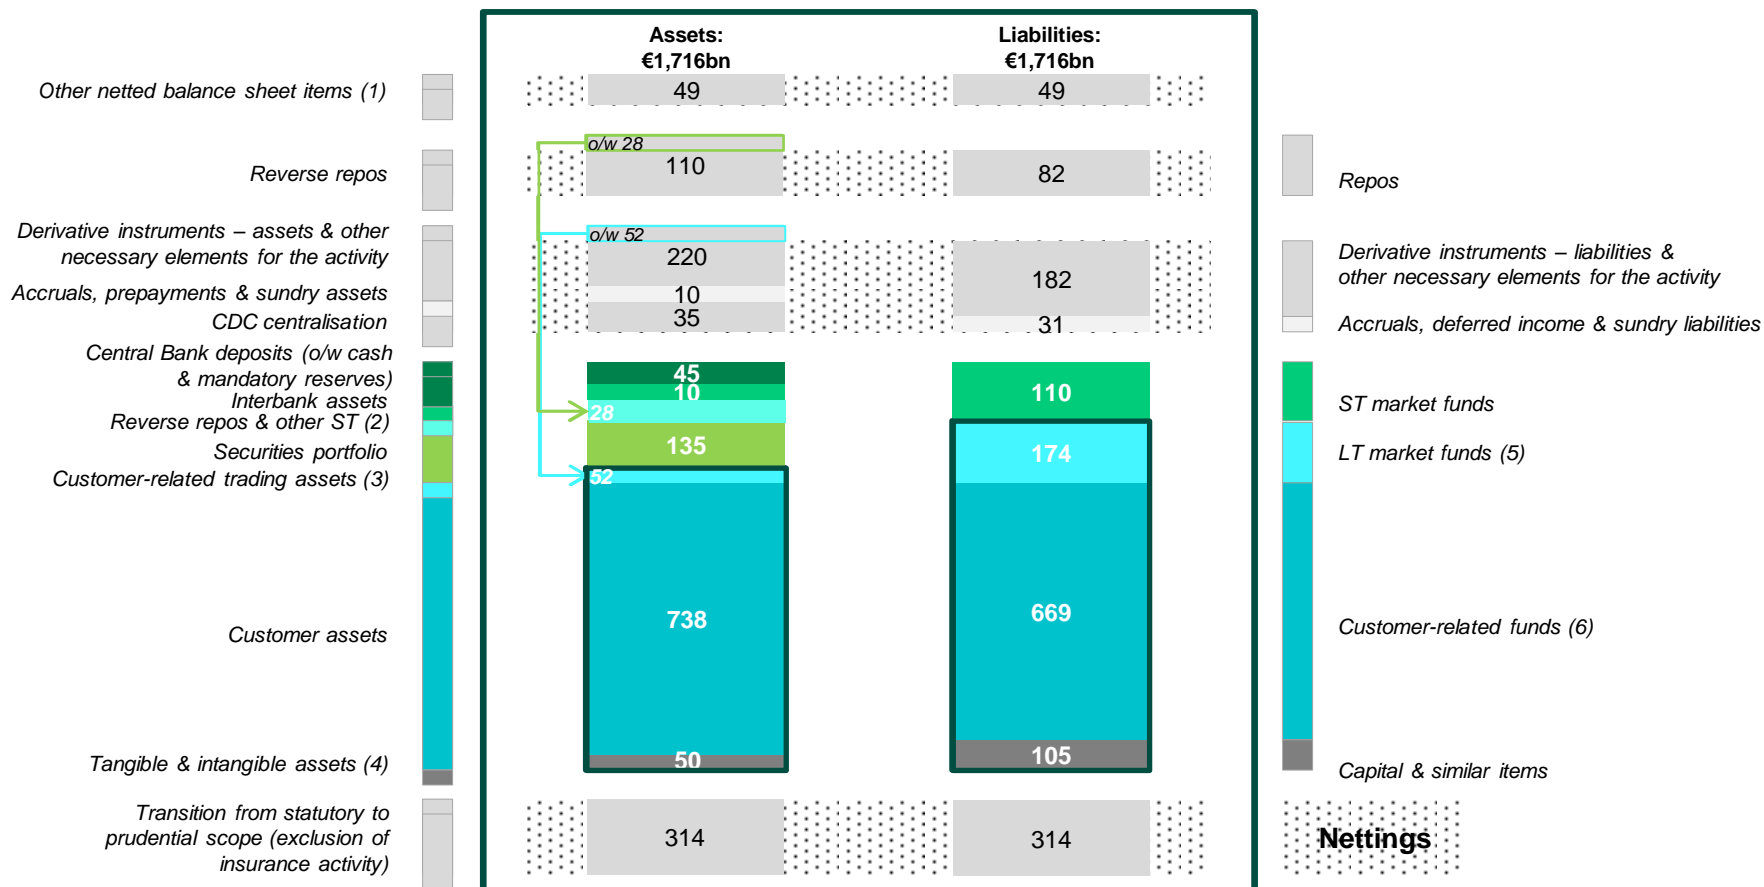 Assets:
€1,716bn
Liabilities:
€1,716bn
Other netted balance sheet items (1)
49
49
o/w 28
Reverse repos
110
82
Repos
o/w 52
Derivative instruments – assets & other
necessary elements for the activity
220
182
Derivative instruments – liabilities &
other necessary elements for the activity
Accruals, prepayments & sundry assets
10
CDC centralisation
35
31
Accruals, deferred income & sundry liabilities
Central Bank deposits (o/w cash
& mandatory reserves)
45
Interbank assets
10
110
ST market funds
Reverse repos & other ST (2)
28
Securities portfolio
135
174
LT market funds (5)
Customer-related trading assets (3)
52
Customer assets
738
669
Customer-related funds (6)
Tangible & intangible assets (4)
50
105
Capital & similar items
Transition from statutory to
prudential scope (exclusion of
insurance activity)
314
314
Nettings